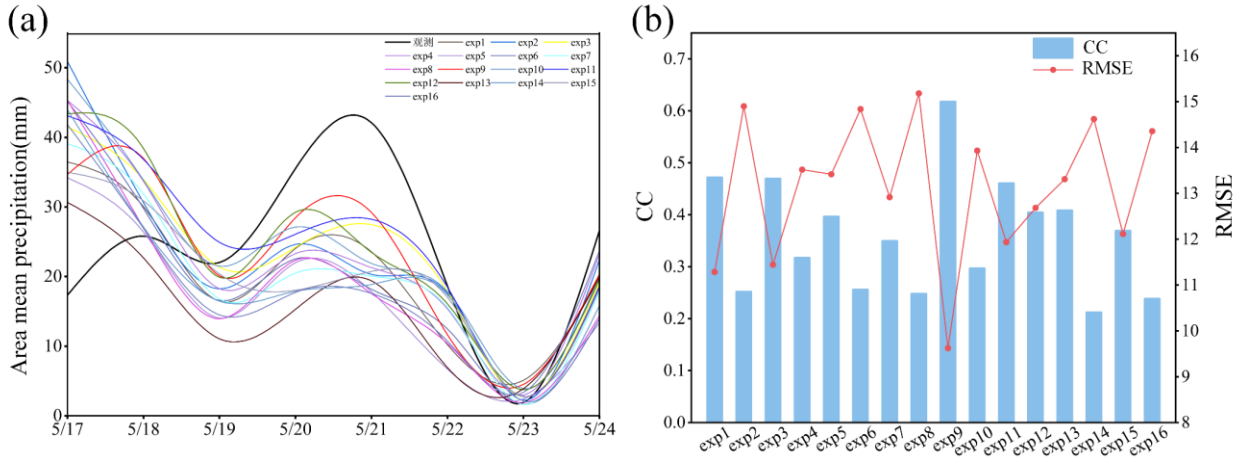 (a)
Area mean precipitation(mm)
50
40
30
20
10
0
5/17 5/18 5/19 5/20 5/21 5/22 5/23 5/24
观测 exp1 exp2 exp3
exp4 exp5 exp6 exp7
exp8 exp9 exp10 exp11
exp12 exp13 exp14 exp15
exp16
(b)
CC
0.7
0.6
0.5
0.4
0.3
0.2
0.1
0.0
CC
RMSE
16
15
14
13
12
11
10
9
8
RMSE
exp1 exp2 exp3 exp4 exp5 exp6 exp7 exp8 exp9 exp10 exp11 exp12 exp13 exp14 exp15 exp16